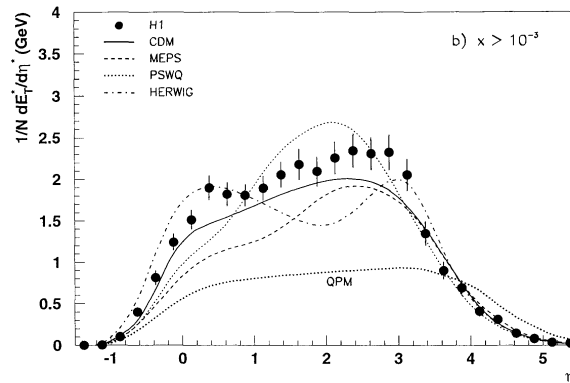 1/N dE*T/dη* (GeV)
4
3.5
3
2.5
2
1.5
1
0.5
0
H1
CDM
MEPS
PSWQ
HERWIG
b) x > 10⁻³
QPM
-1 0 1 2 3 4 5
η